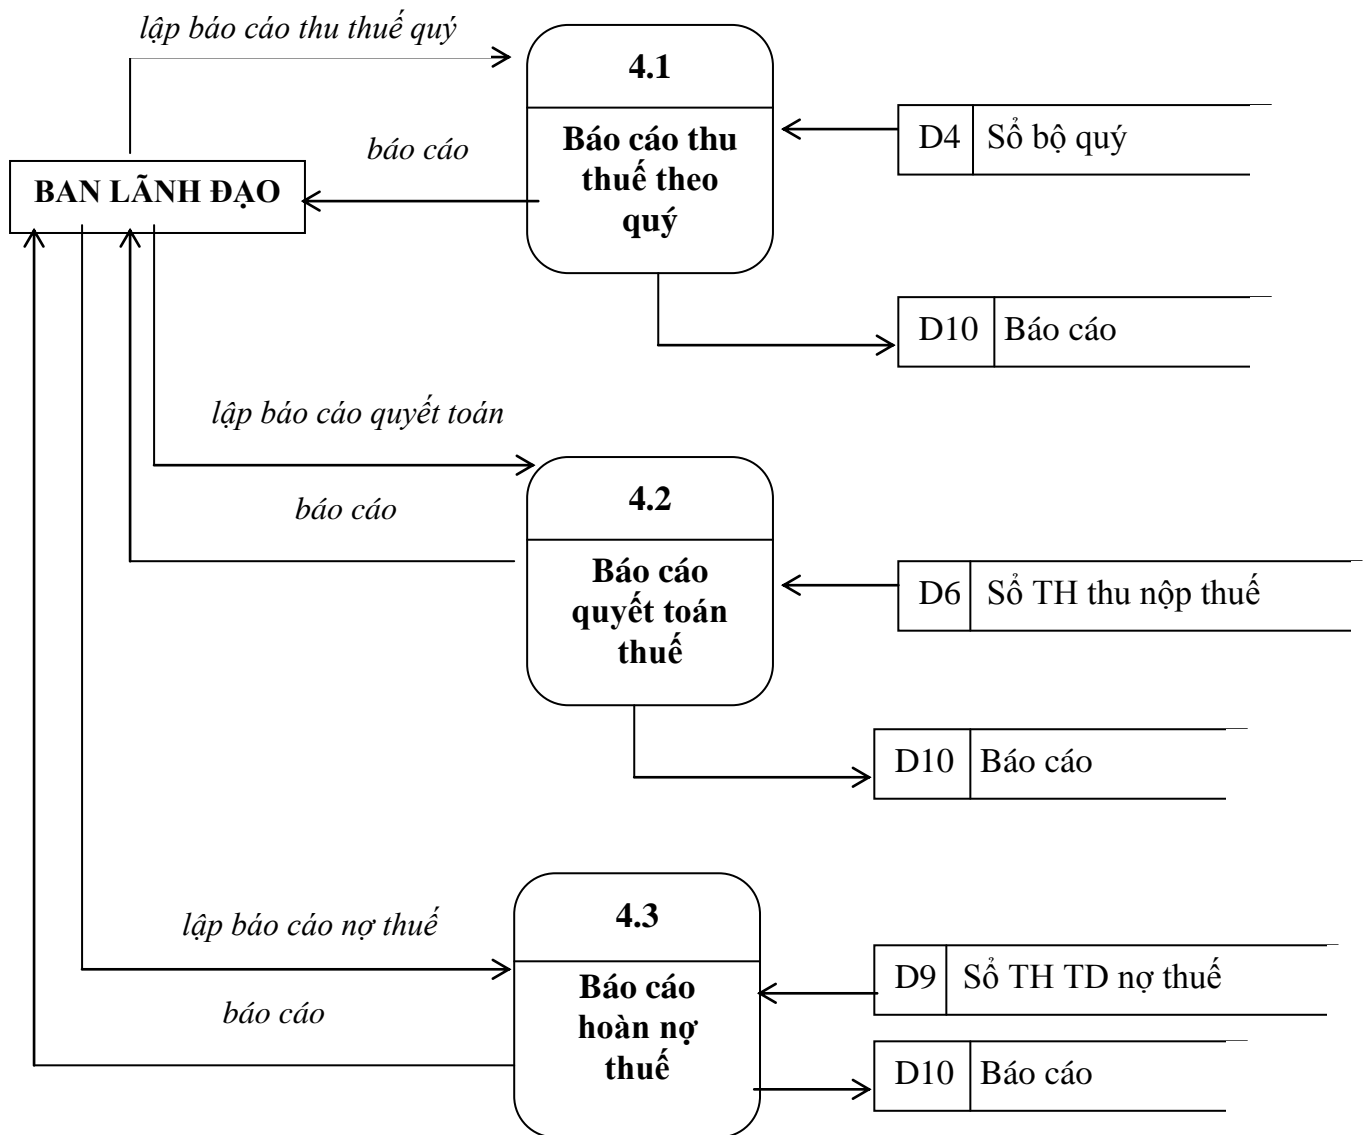 lập báo cáo thu thuế quý
4.1
Báo cáo thu
thuế theo
quý
D4 Sổ bộ quý
báo cáo
BAN LÃNH ĐẠO
D10 Báo cáo
lập báo cáo quyết toán
4.2
báo cáo
Báo cáo
quyết toán
thuế
D6 Sổ TH thu nộp thuế
D10 Báo cáo
lập báo cáo nợ thuế
4.3
Báo cáo
hoàn nợ
thuế
D9 Sổ TH TD nợ thuế
báo cáo
D10 Báo cáo